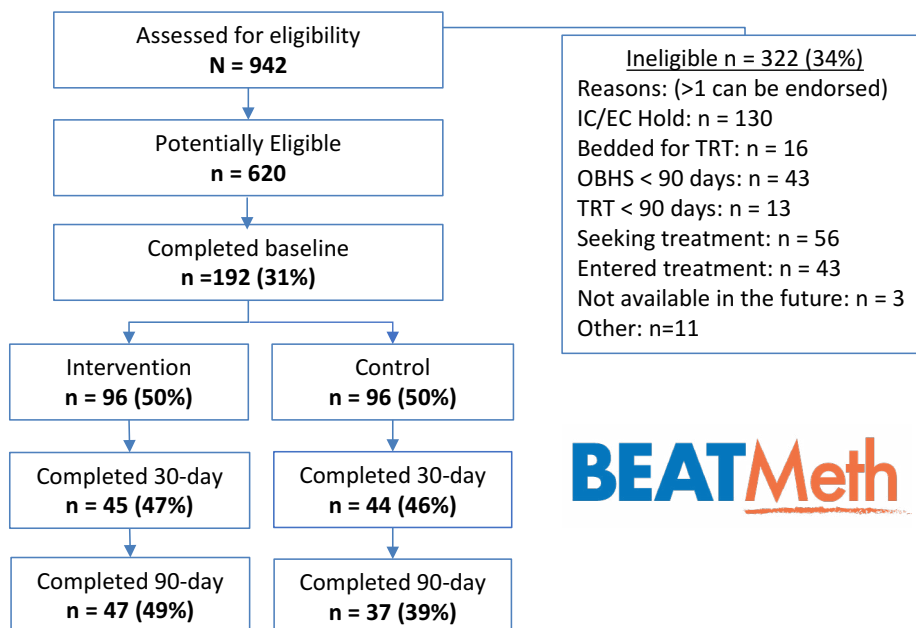 Assessed for eligibility
N = 942
Potentially Eligible
n = 620
Completed baseline
n =192 (31%)
Intervention
n = 96 (50%)
Control
n = 96 (50%)
Completed 30-day
n = 45 (47%)
Completed 30-day
n = 44 (46%)
Completed 90-day
n = 47 (49%)
Completed 90-day
n = 37 (39%)
Ineligible n = 322 (34%)
Reasons: (>1 can be endorsed)
IC/EC Hold: n = 130
Bedded for TRT: n = 16
OBHS < 90 days: n = 43
TRT < 90 days: n = 13
Seeking treatment: n = 56
Entered treatment: n = 43
Not available in the future: n = 3
Other: n=11
BEATMeth